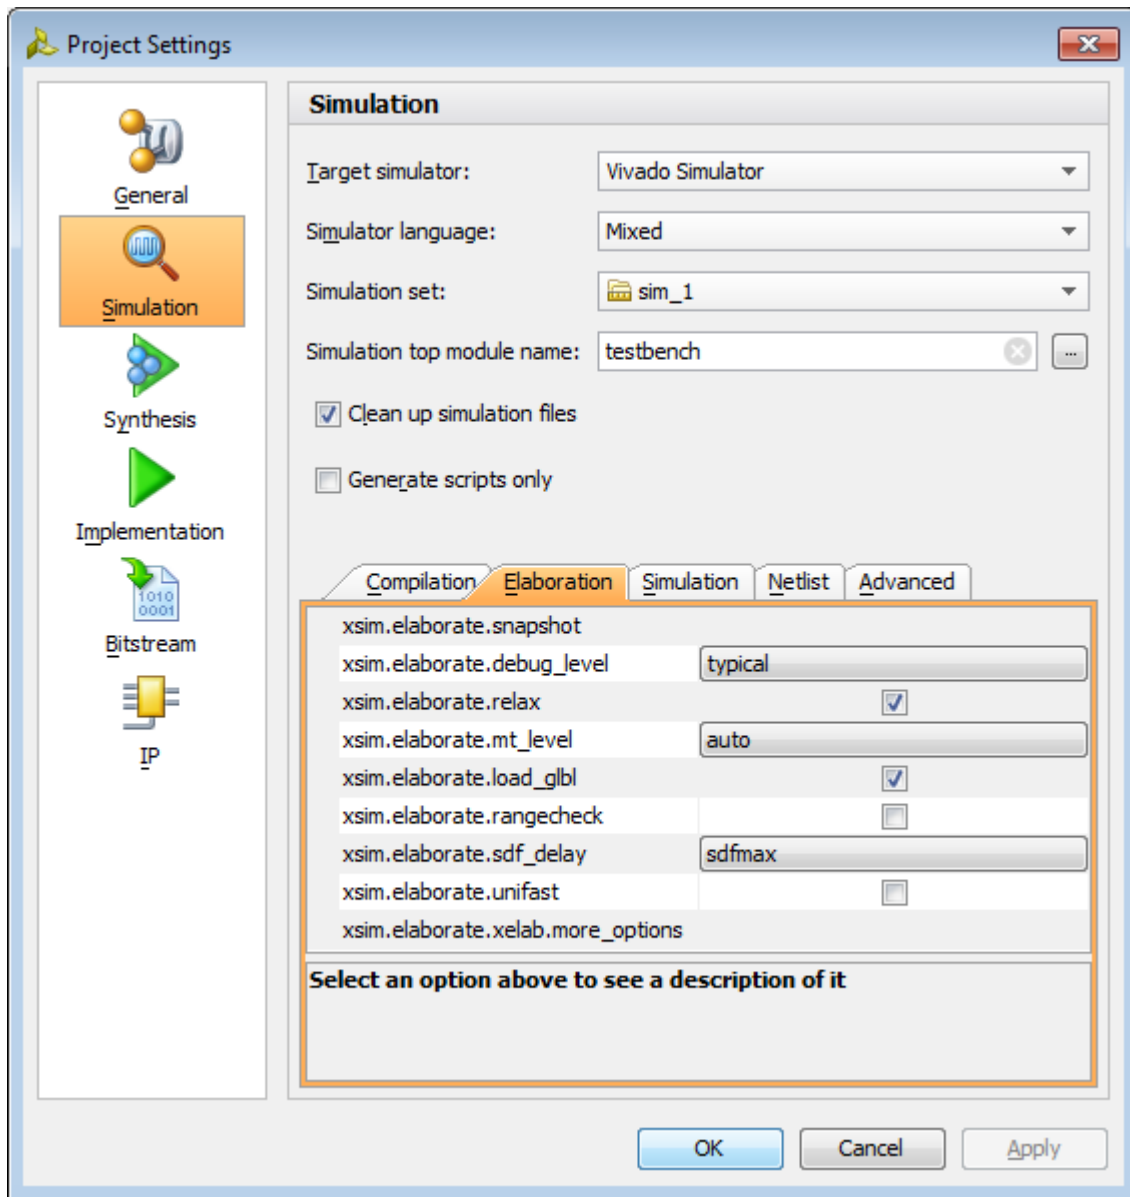 Project Settings
General
Simulation
Synthesis
Implementation
1010
0001
Bitstream
IP
Simulation
Target simulator: Vivado Simulator
Simulator language: Mixed
Simulation set: sim_1
Simulation top module name: testbench ...
Clean up simulation files
Generate scripts only
Compilation Elaboration Simulation Netlist Advanced
xsim.elaborate.snapshot
xsim.elaborate.debug_level typical
xsim.elaborate.relax
xsim.elaborate.mt_level auto
xsim.elaborate.load_glbl
xsim.elaborate.rangecheck
xsim.elaborate.sdf_delay sdfmax
xsim.elaborate.unifast
xsim.elaborate.xelab.more_options
Select an option above to see a description of it
OK Cancel Apply